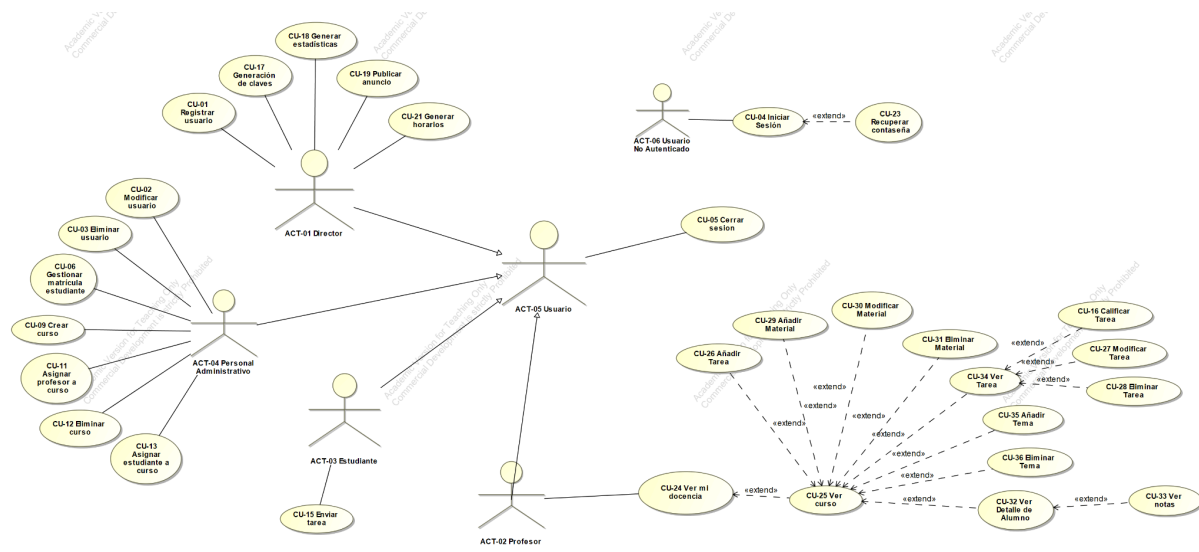 CU-18 Generar
estadísticas
CU-17
Generación
de claves
CU-19 Publicar
anuncio
CU-01
Registrar
usuario
CU-21 Generar
horarios
ACT-01 Director
ACT-06 Usuario
No Autenticado
CU-04 Iniciar
Sesión
«extend»
CU-23
Recuperar
contaseña
CU-02
Modificar
usuario
CU-03 Eliminar
usuario
CU-06
Gestionar
matrícula
estudiante
CU-09 Crear
curso
CU-11
Asignar
profesor a
curso
CU-12 Eliminar
curso
CU-13
Asignar
estudiante a
curso
ACT-04 Personal
Administrativo
CU-05 Cerrar
sesion
ACT-05 Usuario
ACT-03 Estudiante
CU-15 Enviar
tarea
ACT-02 Profesor
CU-24 Ver mi
docencia
«extend»
CU-25 Ver
curso
CU-26 Añadir
Tarea
«extend»
CU-29 Añadir
Material
«extend»
CU-30 Modificar
Material
«extend»
CU-31 Eliminar
Material
«extend»
CU-34 Ver
Tarea
«extend»
CU-16 Calificar
Tarea
«extend»
CU-27 Modificar
Tarea
«extend»
CU-28 Eliminar
Tarea
«extend»
CU-35 Añadir
Tema
«extend»
CU-36 Eliminar
Tema
«extend»
CU-32 Ver
Detalle de
Alumno
«extend»
CU-33 Ver
notas
«extend»